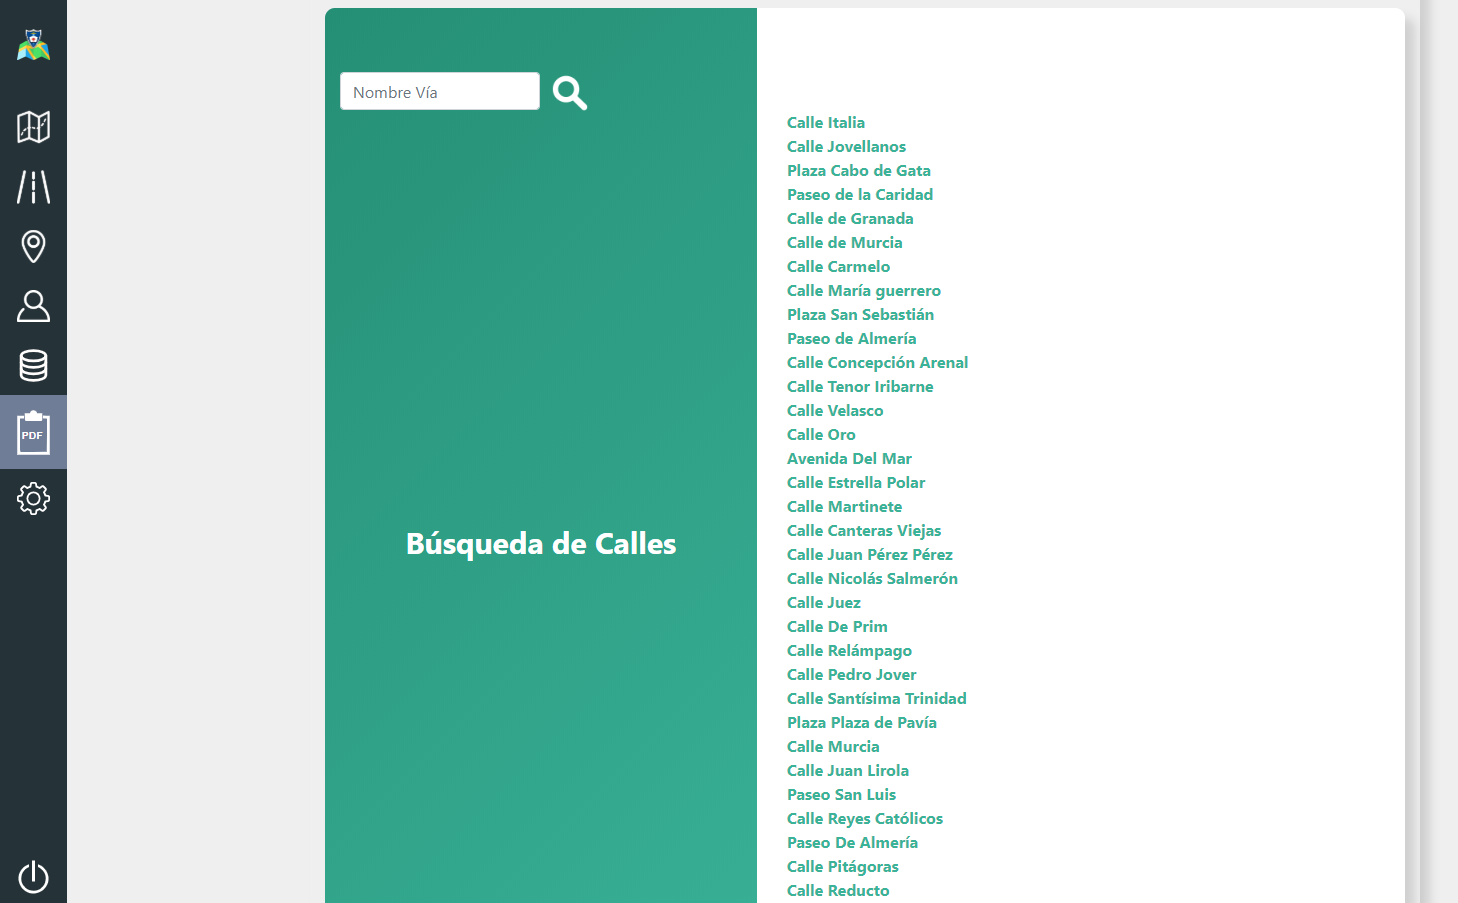 Nombre Vía
PDF
Búsqueda de Calles
Calle Italia
Calle Jovellanos
Plaza Cabo de Gata
Paseo de la Caridad
Calle de Granada
Calle de Murcia
Calle Carmelo
Calle María guerrero
Plaza San Sebastián
Paseo de Almería
Calle Concepción Arenal
Calle Tenor Iribarne
Calle Velasco
Calle Oro
Avenida Del Mar
Calle Estrella Polar
Calle Martinete
Calle Canteras Viejas
Calle Juan Pérez Pérez
Calle Nicolás Salmerón
Calle Juez
Calle De Prim
Calle Relámpago
Calle Pedro Jover
Calle Santísima Trinidad
Plaza Plaza de Pavía
Calle Murcia
Calle Juan Lirola
Paseo San Luis
Calle Reyes Católicos
Paseo De Almería
Calle Pitágoras
Calle Reducto